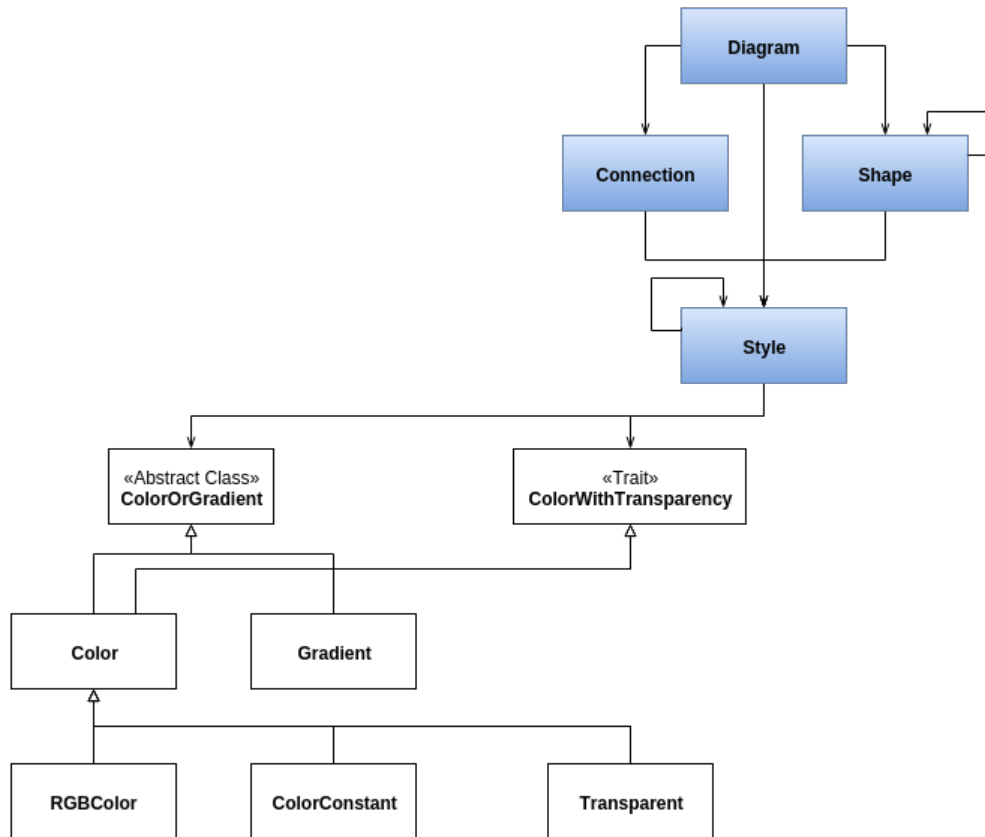 Diagram
Connection
Shape
Style
«Abstract Class»
ColorOrGradient
«Trait»
ColorWithTransparency
Color
Gradient
RGBColor
ColorConstant
Transparent